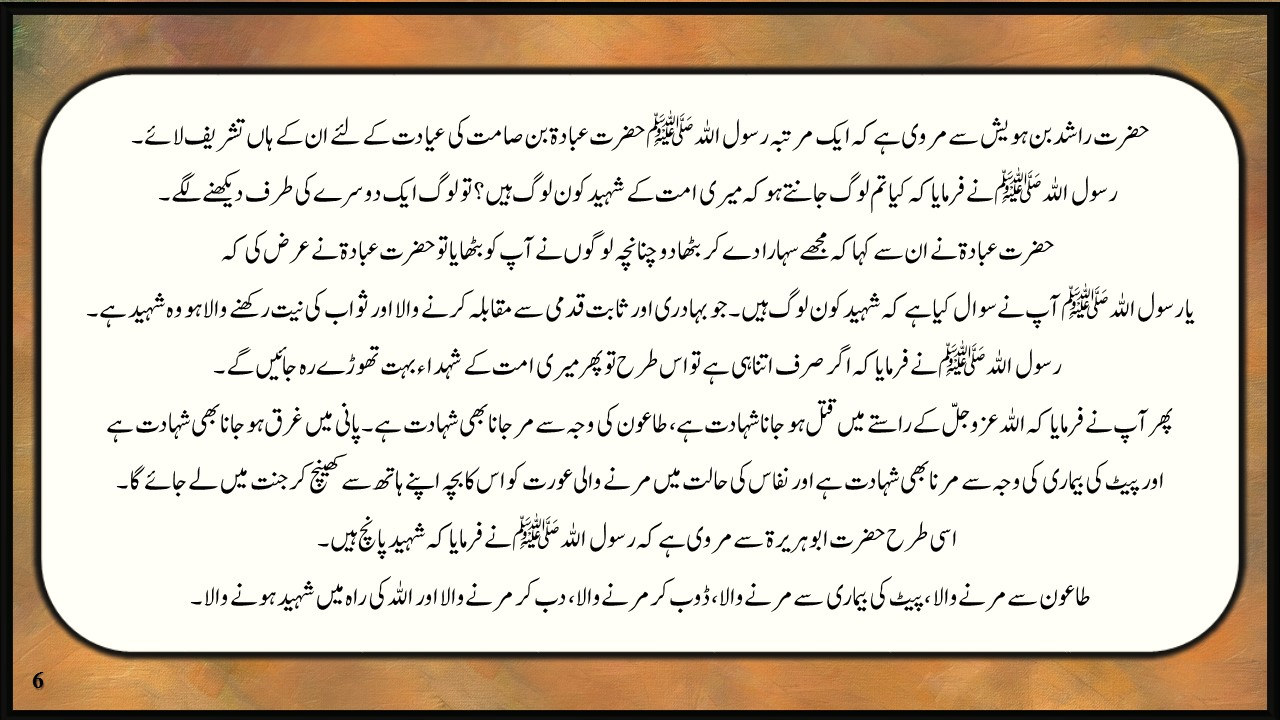 حضرت راشد بن ہویش سے مروی ہے کہ ایک مرتبہ رسول اللہ ﷺ حضرت عبادۃ بن صامت کی عیادت کے لئے ان کے ہاں تشریف لائے۔
رسول اللہ ﷺ نے فرمایا کہ کیا تم لوگ جانتے ہو کہ میری امت کے شہید کون لوگ ہیں؟ تو لوگ ایک دوسرے کی طرف دیکھنے لگے۔
حضرت عبادۃ نے ان سے کہا کہ مجھے سہارا دے کر بٹھا دو چنانچہ لوگوں نے آپ کو بٹھایا تو حضرت عبادۃ نے عرض کی کہ
یا رسول اللہ ﷺ آپ نے سوال کیا ہے کہ شہید کون لوگ ہیں۔ جو بہادری اور ثابت قدمی سے مقابلہ کرنے والا اور ثواب کی نیت رکھنے والا ہو وہ شہید ہے۔
رسول اللہ ﷺ نے فرمایا کہ اگر صرف اتنا ہی ہے تو اس طرح تو پھر میری امت کے شہداء بہت تھوڑے رہ جائیں گے۔
پھر آپ نے فرمایا کہ اللہ عزوجلّ کے راستے میں قتل ہو جانا شہادت ہے، طاعون کی وجہ سے مر جانا بھی شہادت ہے۔ پانی میں غرق ہو جانا بھی شہادت ہے
اور پیٹ کی بیماری کی وجہ سے مرنا بھی شہادت ہے اور نفاس کی حالت میں مرنے والی عورت کو اس کا بچہ اپنے ہاتھ سے کھینچ کر جنت میں لے جائے گا۔
اسی طرح حضرت ابو ہریرۃ سے مروی ہے کہ رسول اللہ ﷺ نے فرمایا کہ شہید پانچ ہیں۔
طاعون سے مرنے والا، پیٹ کی بیماری سے مرنے والا، ڈوب کر مرنے والا، دب کر مرنے والا اور اللہ کی راہ میں شہید ہونے والا۔
6